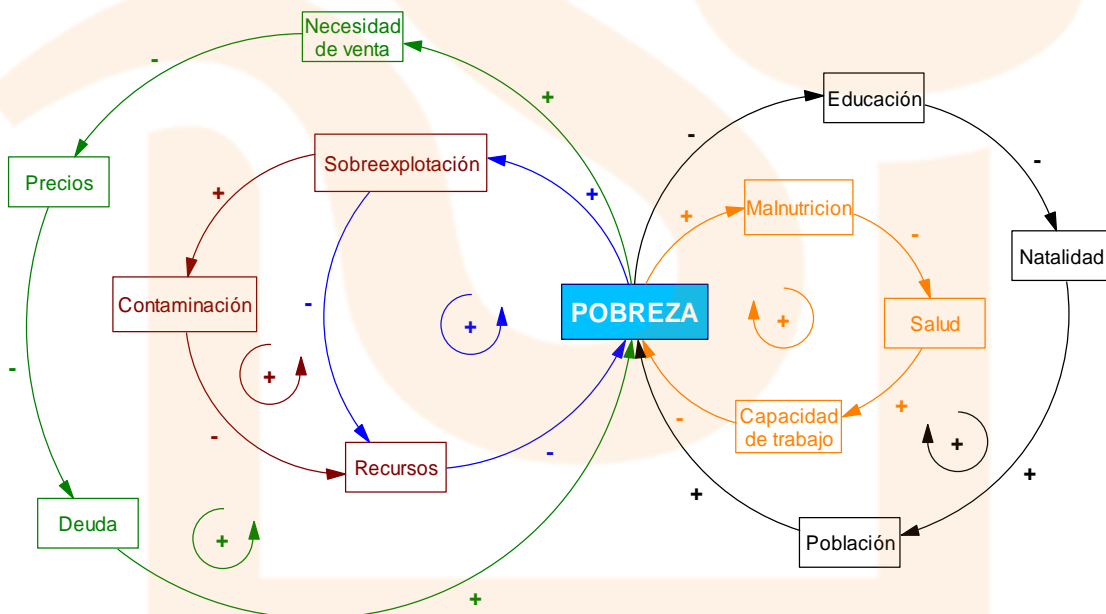 Necesidad
de venta
+
-
-
Educación
-
Sobreexplotación
Precios
+
+
Malnutricion
+
-
-
Natalidad
Contaminación
-
+
POBREZA
+
Salud
+
-
-
Capacidad
de trabajo
-
+
+
Recursos
-
+
+
Deuda
+
Población
+